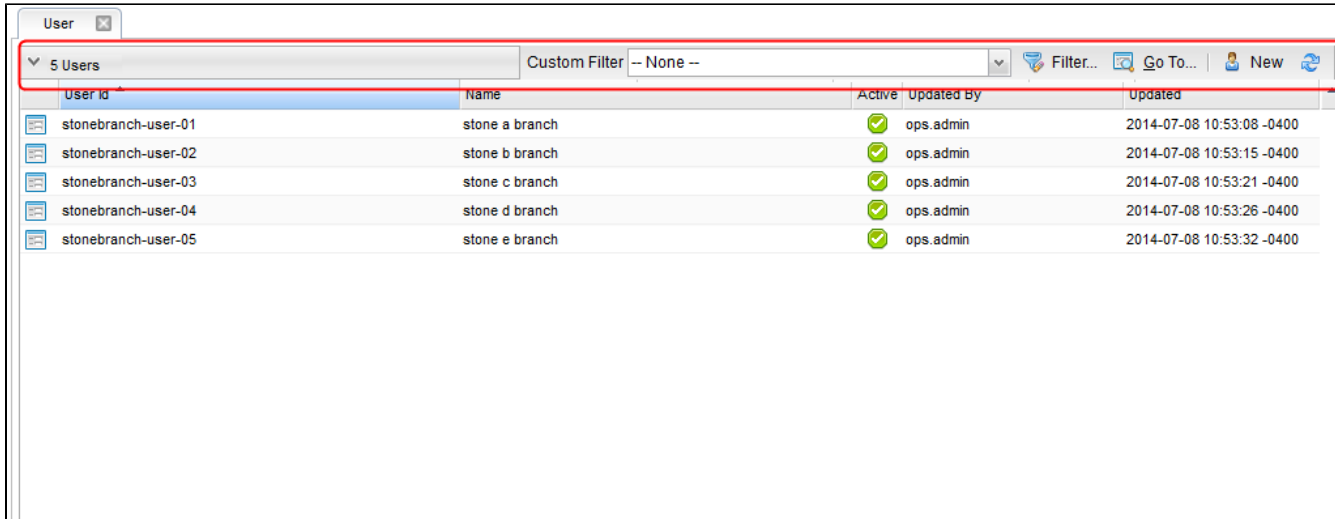 User
5 Users Custom Filter -- None -- Filter... Go To... New
User Id Name Active Updated By Updated
stonebranch-user-01 stone a branch ops.admin 2014-07-08 10:53:08 -0400
stonebranch-user-02 stone b branch ops.admin 2014-07-08 10:53:15 -0400
stonebranch-user-03 stone c branch ops.admin 2014-07-08 10:53:21 -0400
stonebranch-user-04 stone d branch ops.admin 2014-07-08 10:53:26 -0400
stonebranch-user-05 stone e branch ops.admin 2014-07-08 10:53:32 -0400